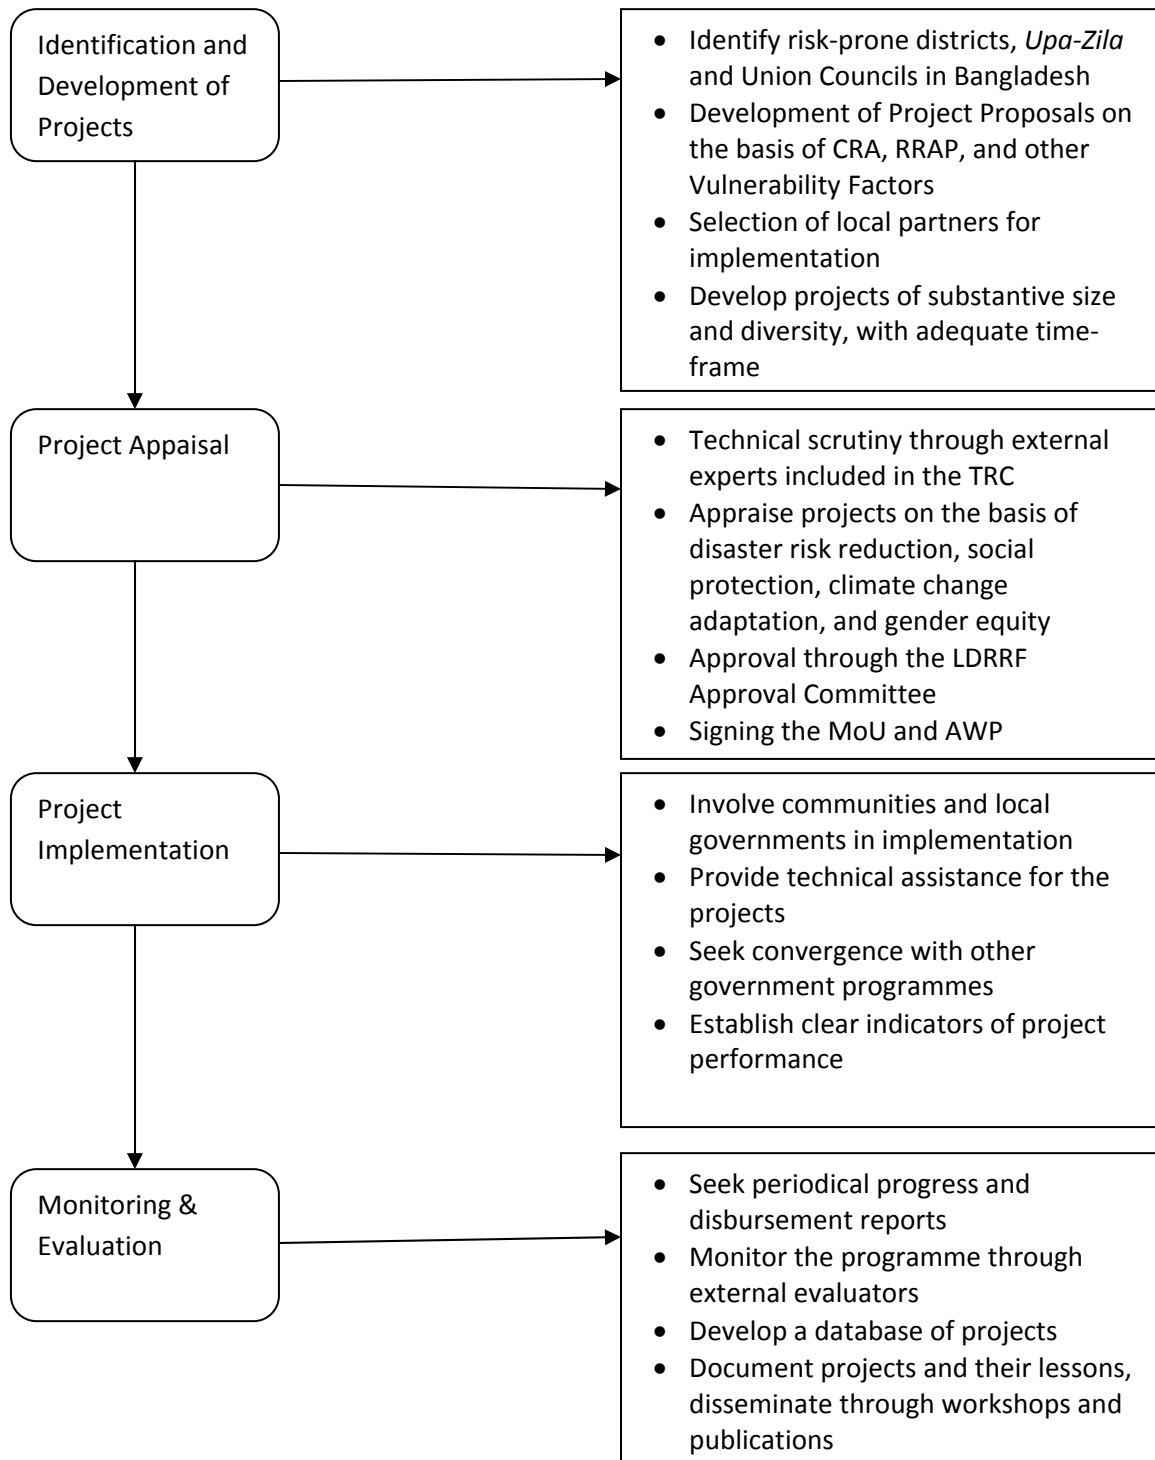 Identification and
Development of
Projects
• Identify risk-prone districts, Upa-Zila
and Union Councils in Bangladesh
• Development of Project Proposals on
the basis of CRA, RRAP, and other
Vulnerability Factors
• Selection of local partners for
implementation
• Develop projects of substantive size
and diversity, with adequate time-
frame
Project Appaisal
• Technical scrutiny through external
experts included in the TRC
• Appraise projects on the basis of
disaster risk reduction, social
protection, climate change
adaptation, and gender equity
• Approval through the LDRRF
Approval Committee
• Signing the MoU and AWP
Project
Implementation
• Involve communities and local
governments in implementation
• Provide technical assistance for the
projects
• Seek convergence with other
government programmes
• Establish clear indicators of project
performance
Monitoring &
Evaluation
• Seek periodical progress and
disbursement reports
• Monitor the programme through
external evaluators
• Develop a database of projects
• Document projects and their lessons,
disseminate through workshops and
publications